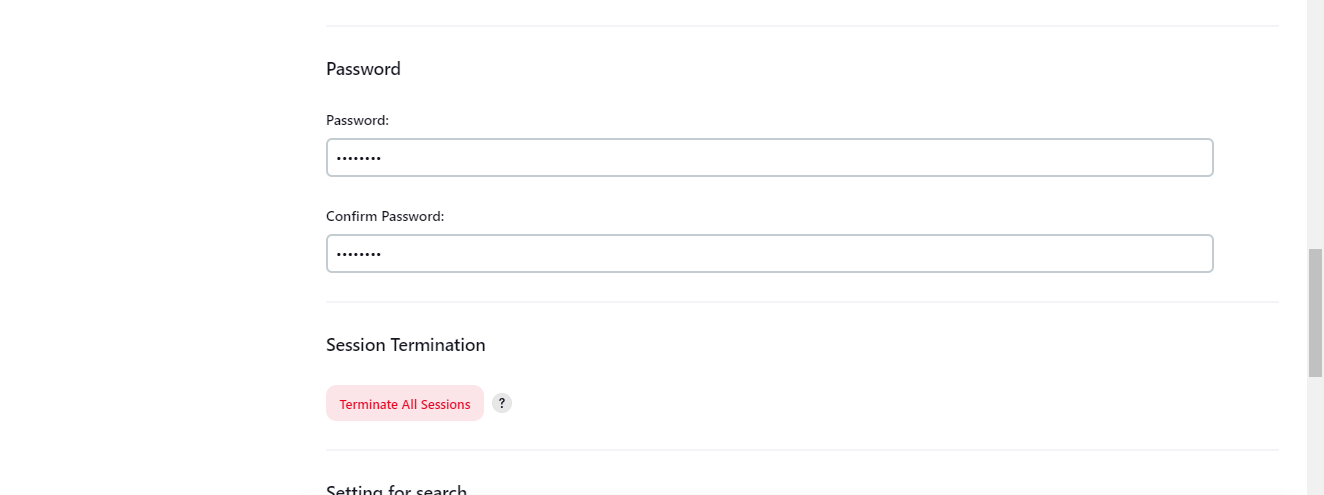 Password
Password:
••••••••
Confirm Password:
••••••••
Session Termination
Terminate All Sessions ?
Setting for search